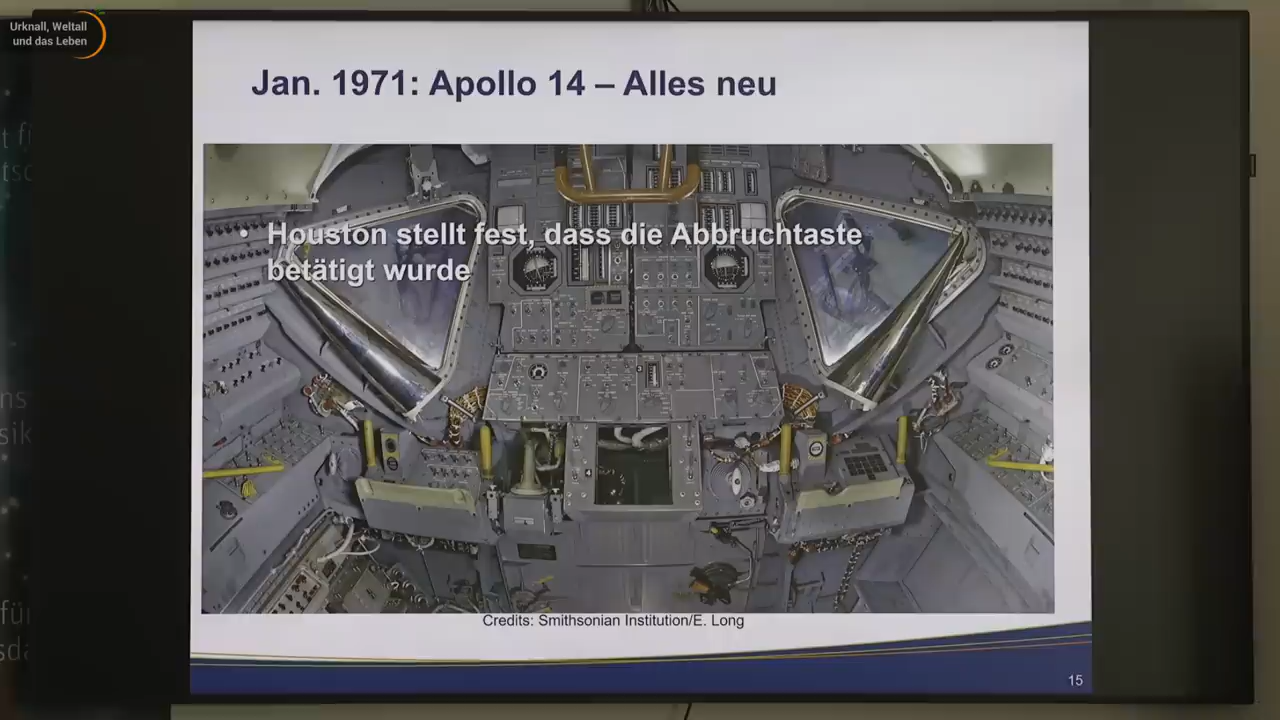 Urknall, Weltall
und das Leben
Jan. 1971: Apollo 14 – Alles neu
• Houston stellt fest, dass die Abbruchtaste
betätigt wurde
Credits: Smithsonian Institution/E. Long
15